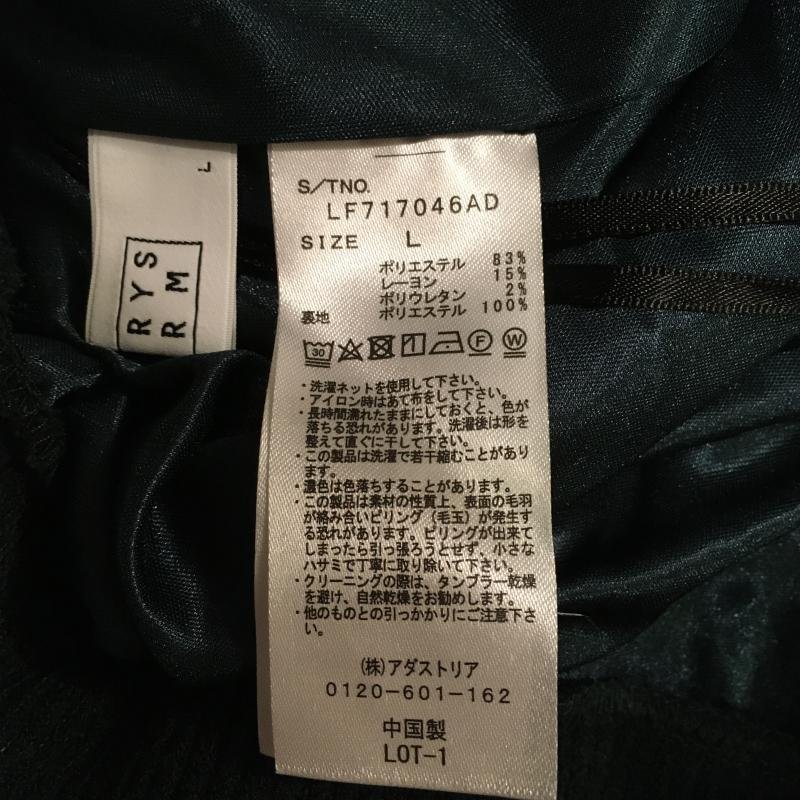 L
RYS
RM
S/TNO.
LF717046AD
SIZE L
ポリエステル 83%
レーヨン 15%
ポリウレタン 2%
裏地 ポリエステル 100%
30 F W
・洗濯ネットを使用して下さい。
・アイロン時はあて布をして下さい。
・長時間濡れたままにしておくと、色が
落ちる恐れがあります。洗濯後は形を
整えて直ぐに干して下さい。
・この製品は洗濯で若干縮むことがあり
ます。
・濃色は色落ちすることがあります。
・この製品は素材の性質上、表面の毛羽
が絡み合いピリング（毛玉）が発生す
る恐れがあります。ピリングが出来て
しまったら引っ張ろうとせず、小さな
ハサミで丁寧に取り除いて下さい。
・クリーニングの際は、タンブラー乾燥
を避け、自然乾燥をお勧めします。
・他のものとの引っかかりにご注意下さ
い。
(株)アダストリア
0120-601-162
中国製
LOT-1